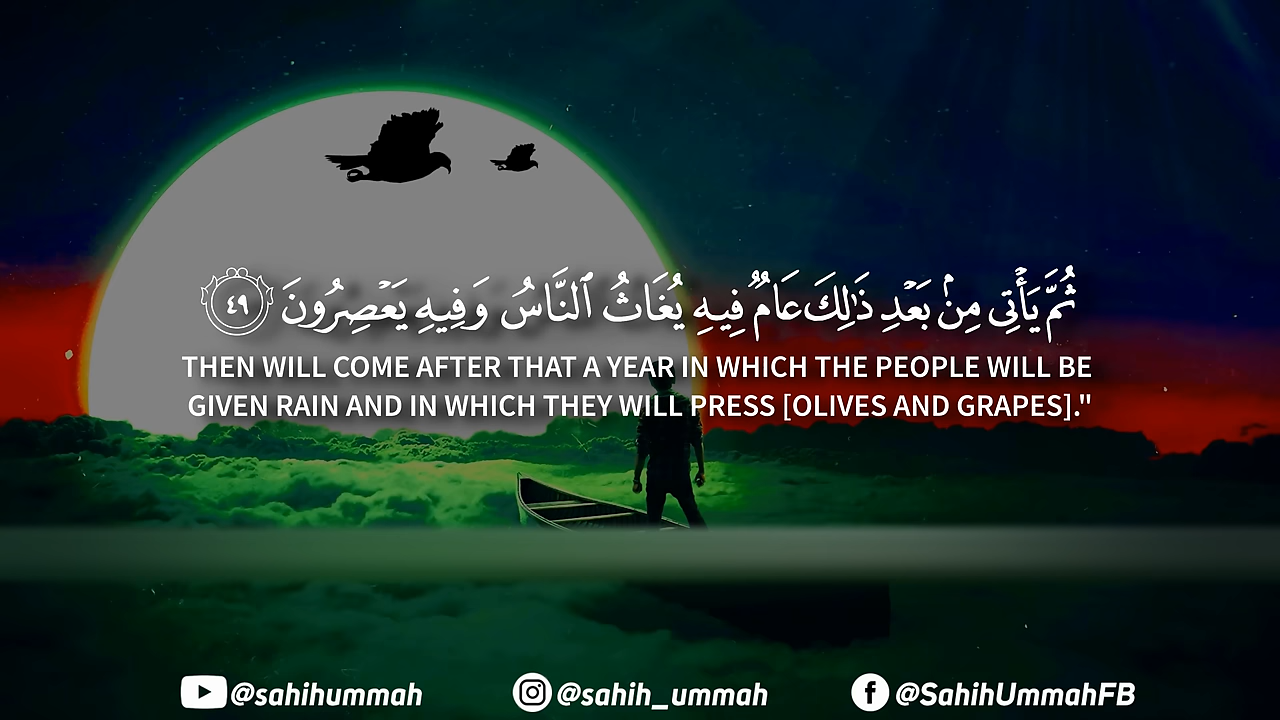 ثُمَّ يَأْتِى مِنۢ بَعْدِ ذَٰلِكَ عَامٌ فِيهِ يُغَاثُ ٱلنَّاسُ وَفِيهِ يَعْصِرُونَ ٤٩
THEN WILL COME AFTER THAT A YEAR IN WHICH THE PEOPLE WILL BE
GIVEN RAIN AND IN WHICH THEY WILL PRESS [OLIVES AND GRAPES]."
@sahihummah @sahih_ummah @SahihUmmahFB